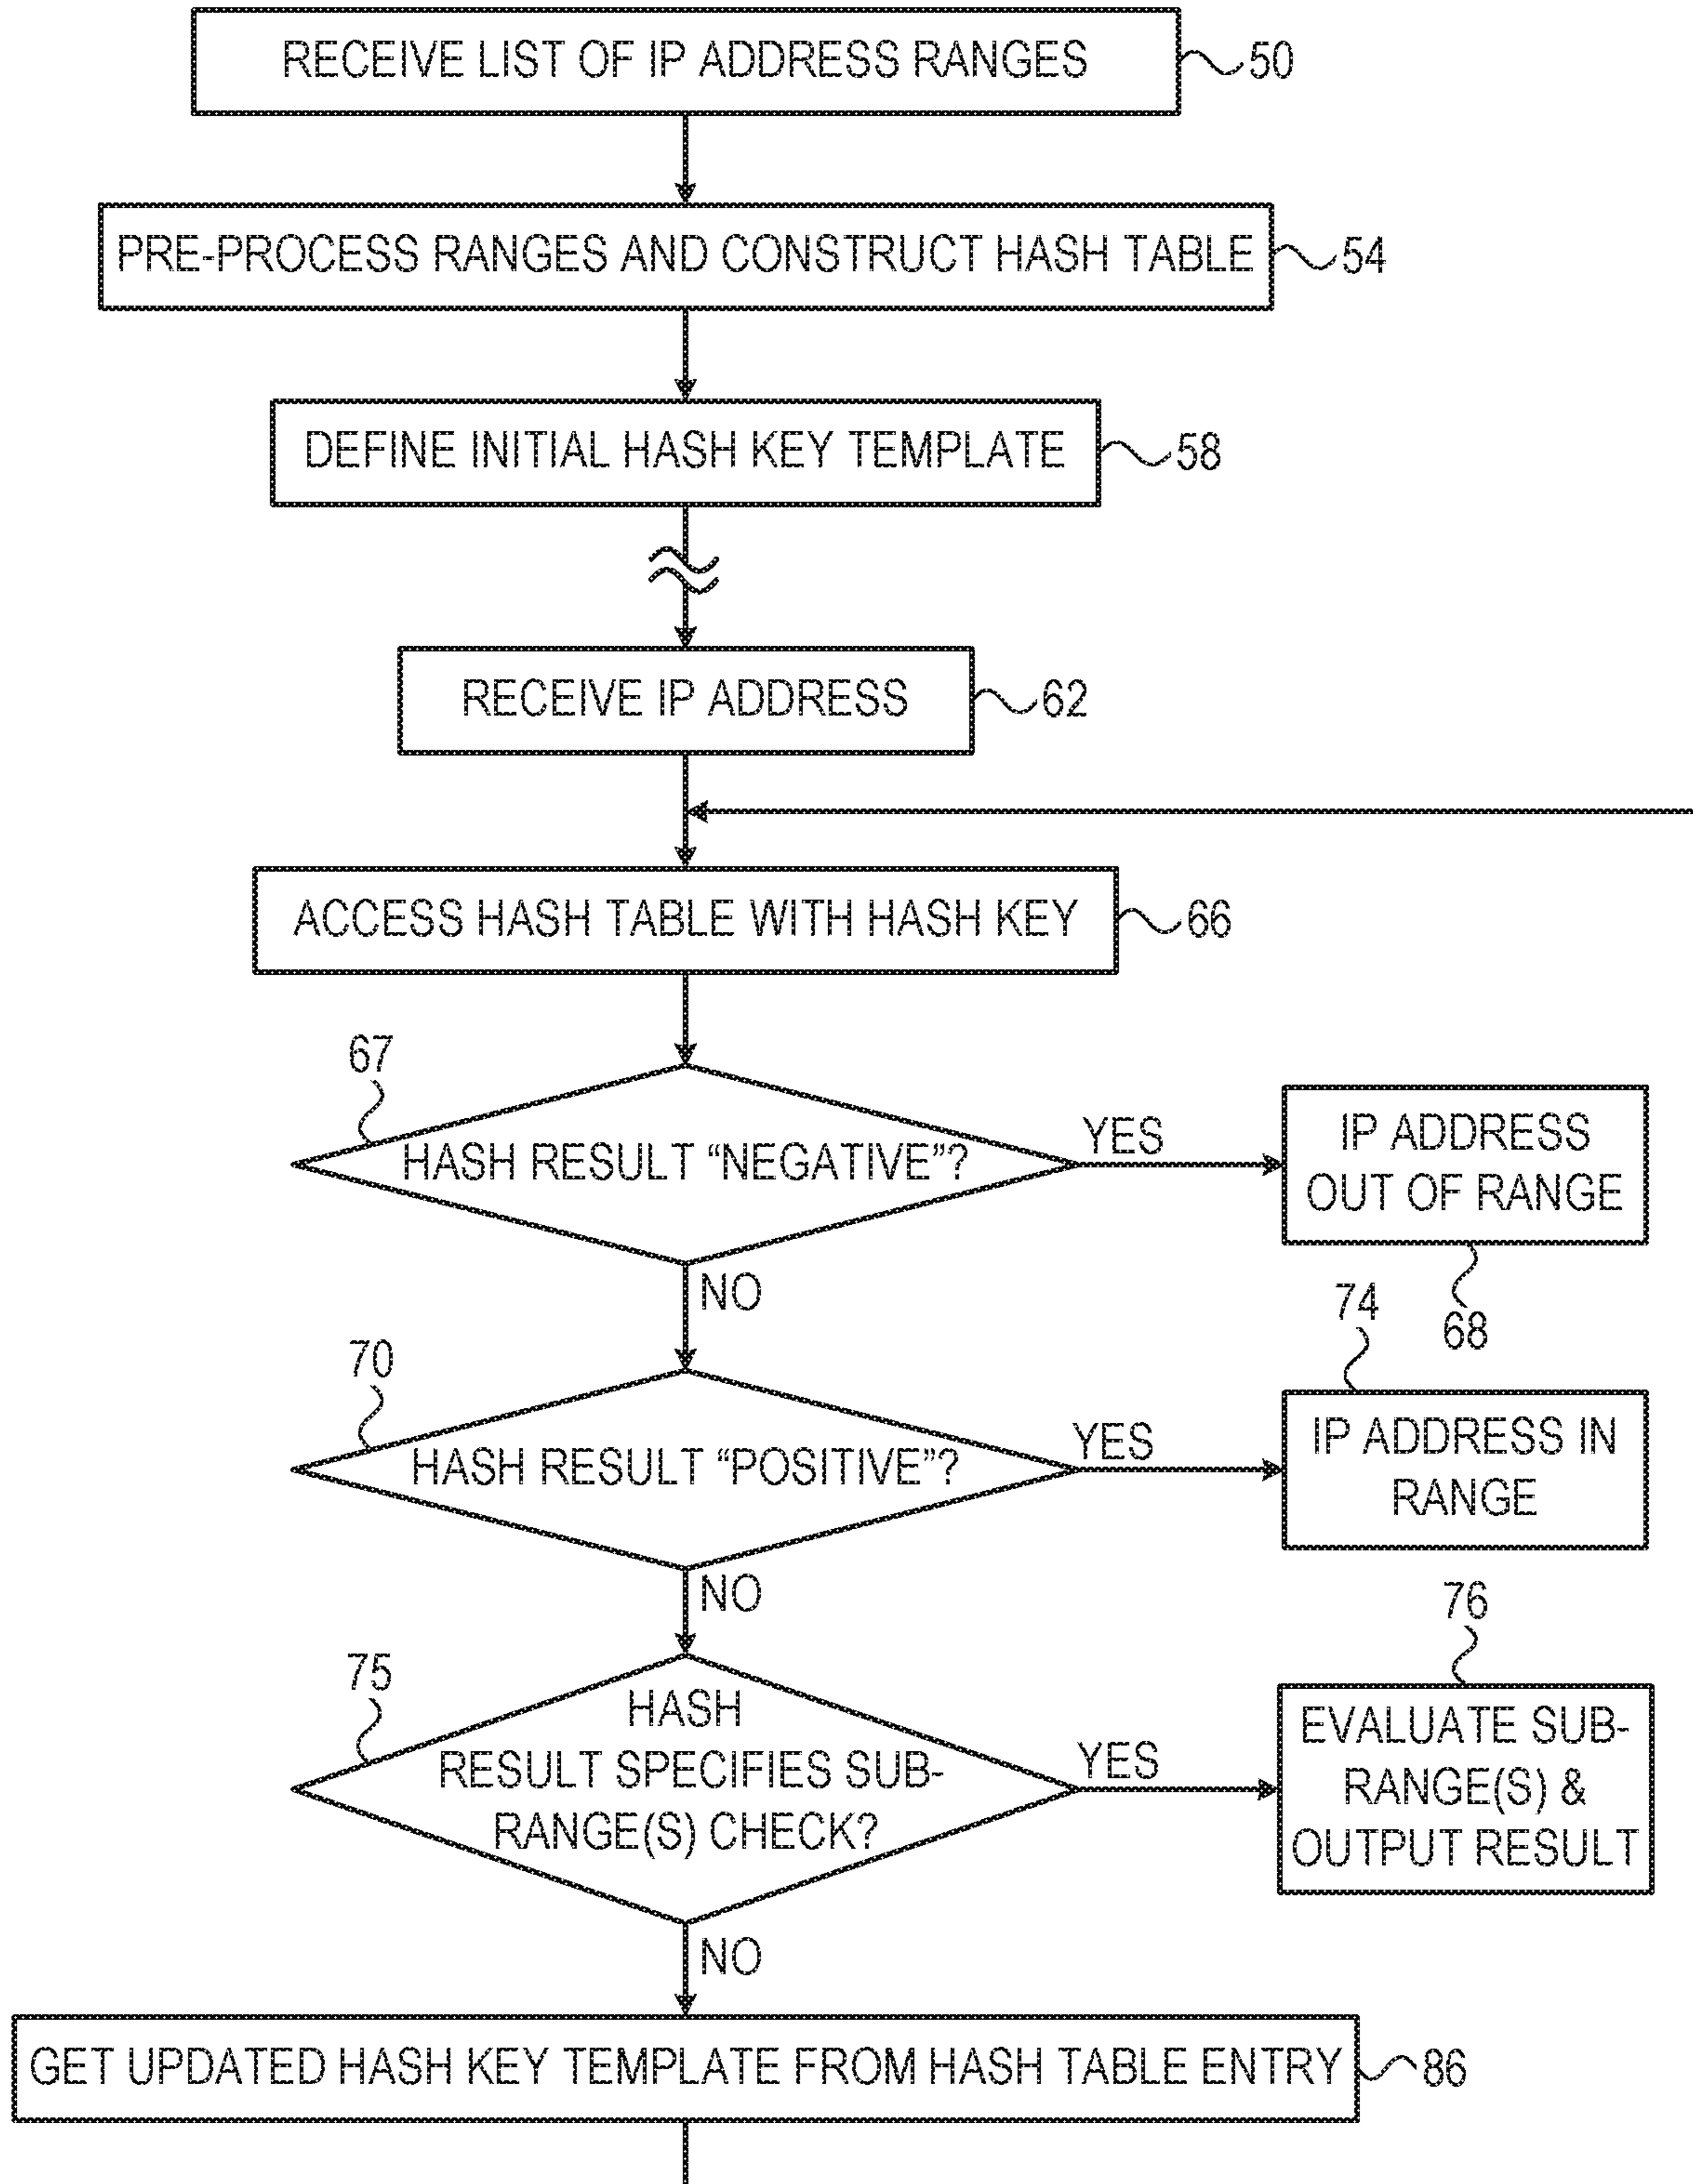 RECEIVE LIST OF IP ADDRESS RANGES
50
PRE-PROCESS RANGES AND CONSTRUCT HASH TABLE
54
DEFINE INITIAL HASH KEY TEMPLATE
58
RECEIVE IP ADDRESS
62
ACCESS HASH TABLE WITH HASH KEY
66
67
HASH RESULT “NEGATIVE”?
YES
IP ADDRESS
OUT OF RANGE
68
NO
70
HASH RESULT “POSITIVE”?
YES
74
IP ADDRESS IN
RANGE
NO
75
HASH
RESULT SPECIFIES SUB-
RANGE(S) CHECK?
YES
76
EVALUATE SUB-
RANGE(S) &
OUTPUT RESULT
NO
GET UPDATED HASH KEY TEMPLATE FROM HASH TABLE ENTRY
86